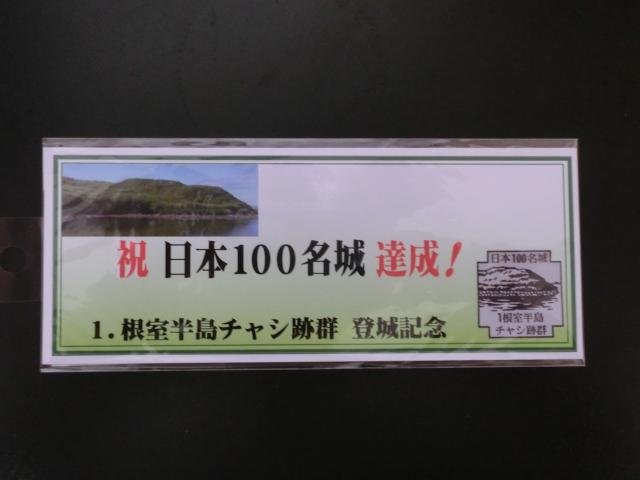 祝 日本100名城 達成!
1.根室半島チャシ跡群 登城記念
日本100名城
1根室半島
チャシ跡群